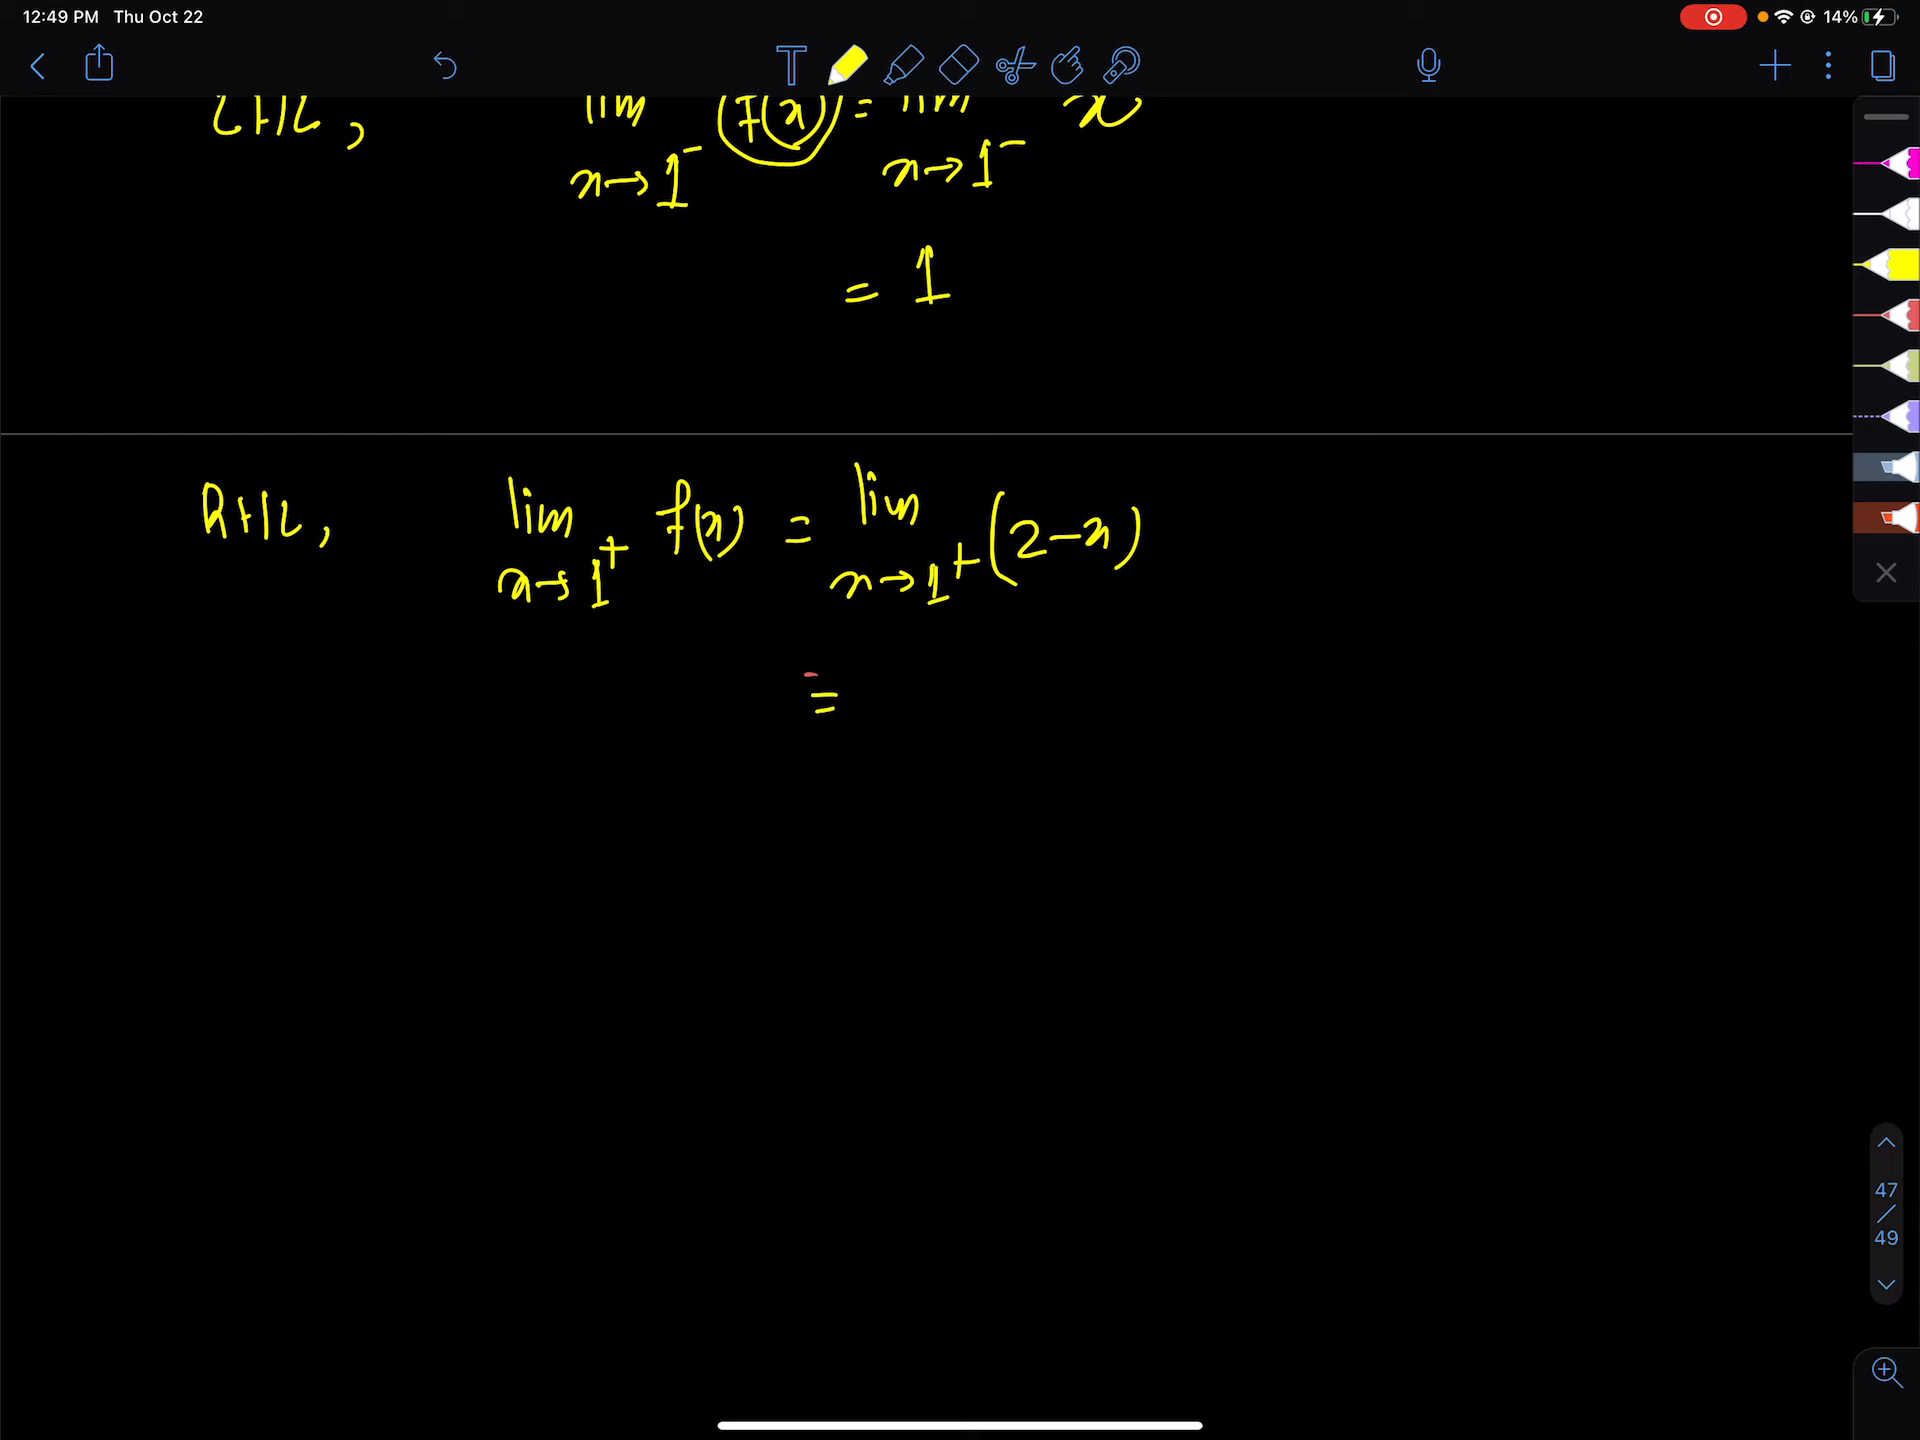 12:49 PM Thu Oct 22 14%
LHL, lim f(x) = lim x
x→1⁻ x→1⁻
= 1
RHL, lim f(x) = lim (2-x)
x→1⁺ x→1⁺
=
47
/
49